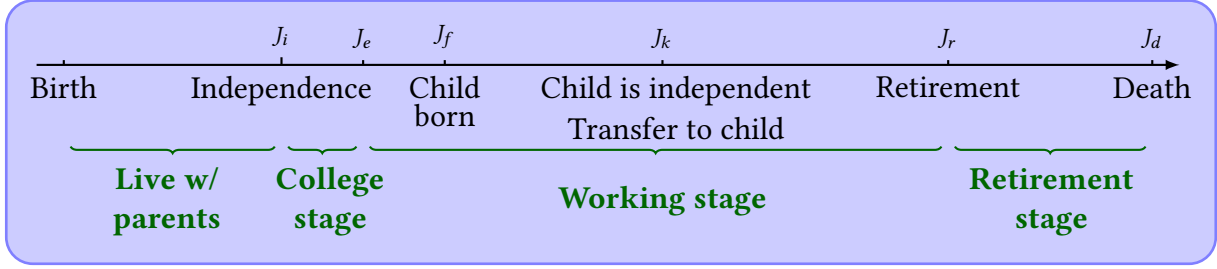 J_i J_e J_f J_k J_r J_d
Birth Independence Child Child is independent Retirement Death
born Transfer to child
Live w/ College Working stage Retirement
parents stage stage